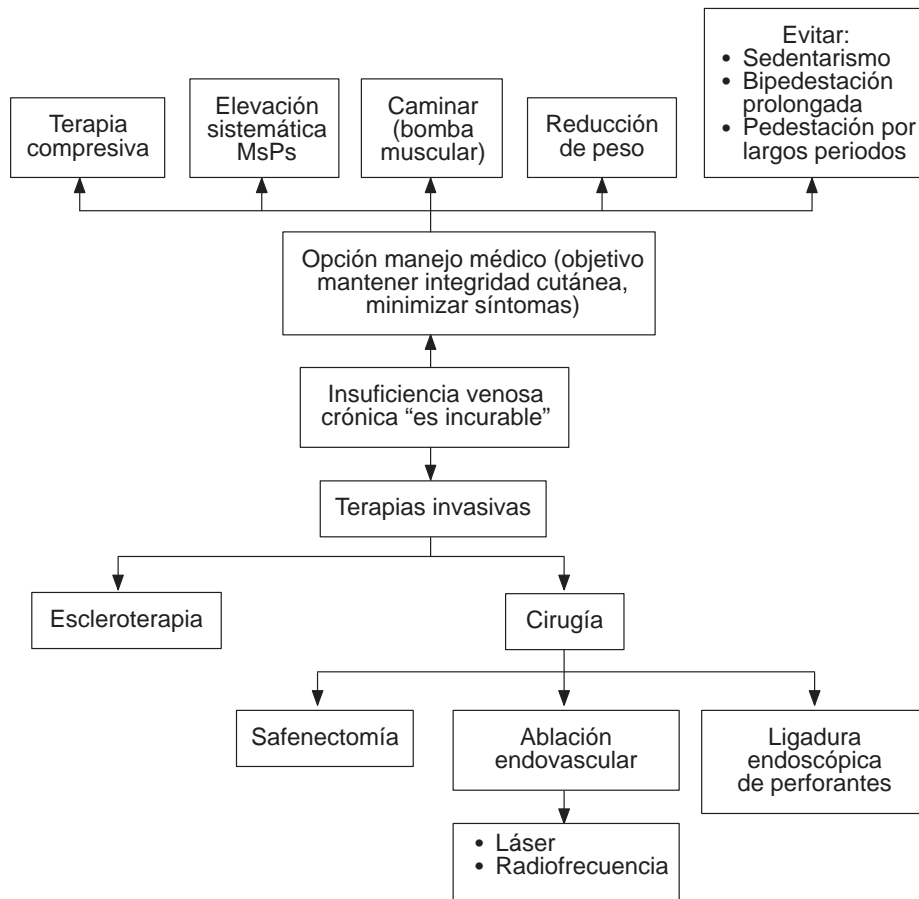 Terapia
compresiva
Elevación
sistemática
MsPs
Caminar
(bomba
muscular)
Reducción
de peso
Evitar:
• Sedentarismo
• Bipedestación
prolongada
• Pedestación por
largos periodos
Opción manejo médico (objetivo
mantener integridad cutánea,
minimizar síntomas)
Insuficiencia venosa
crónica “es incurable”
Terapias invasivas
Escleroterapia
Cirugía
Safenectomía
Ablación
endovascular
Ligadura
endoscópica
de perforantes
• Láser
• Radiofrecuencia